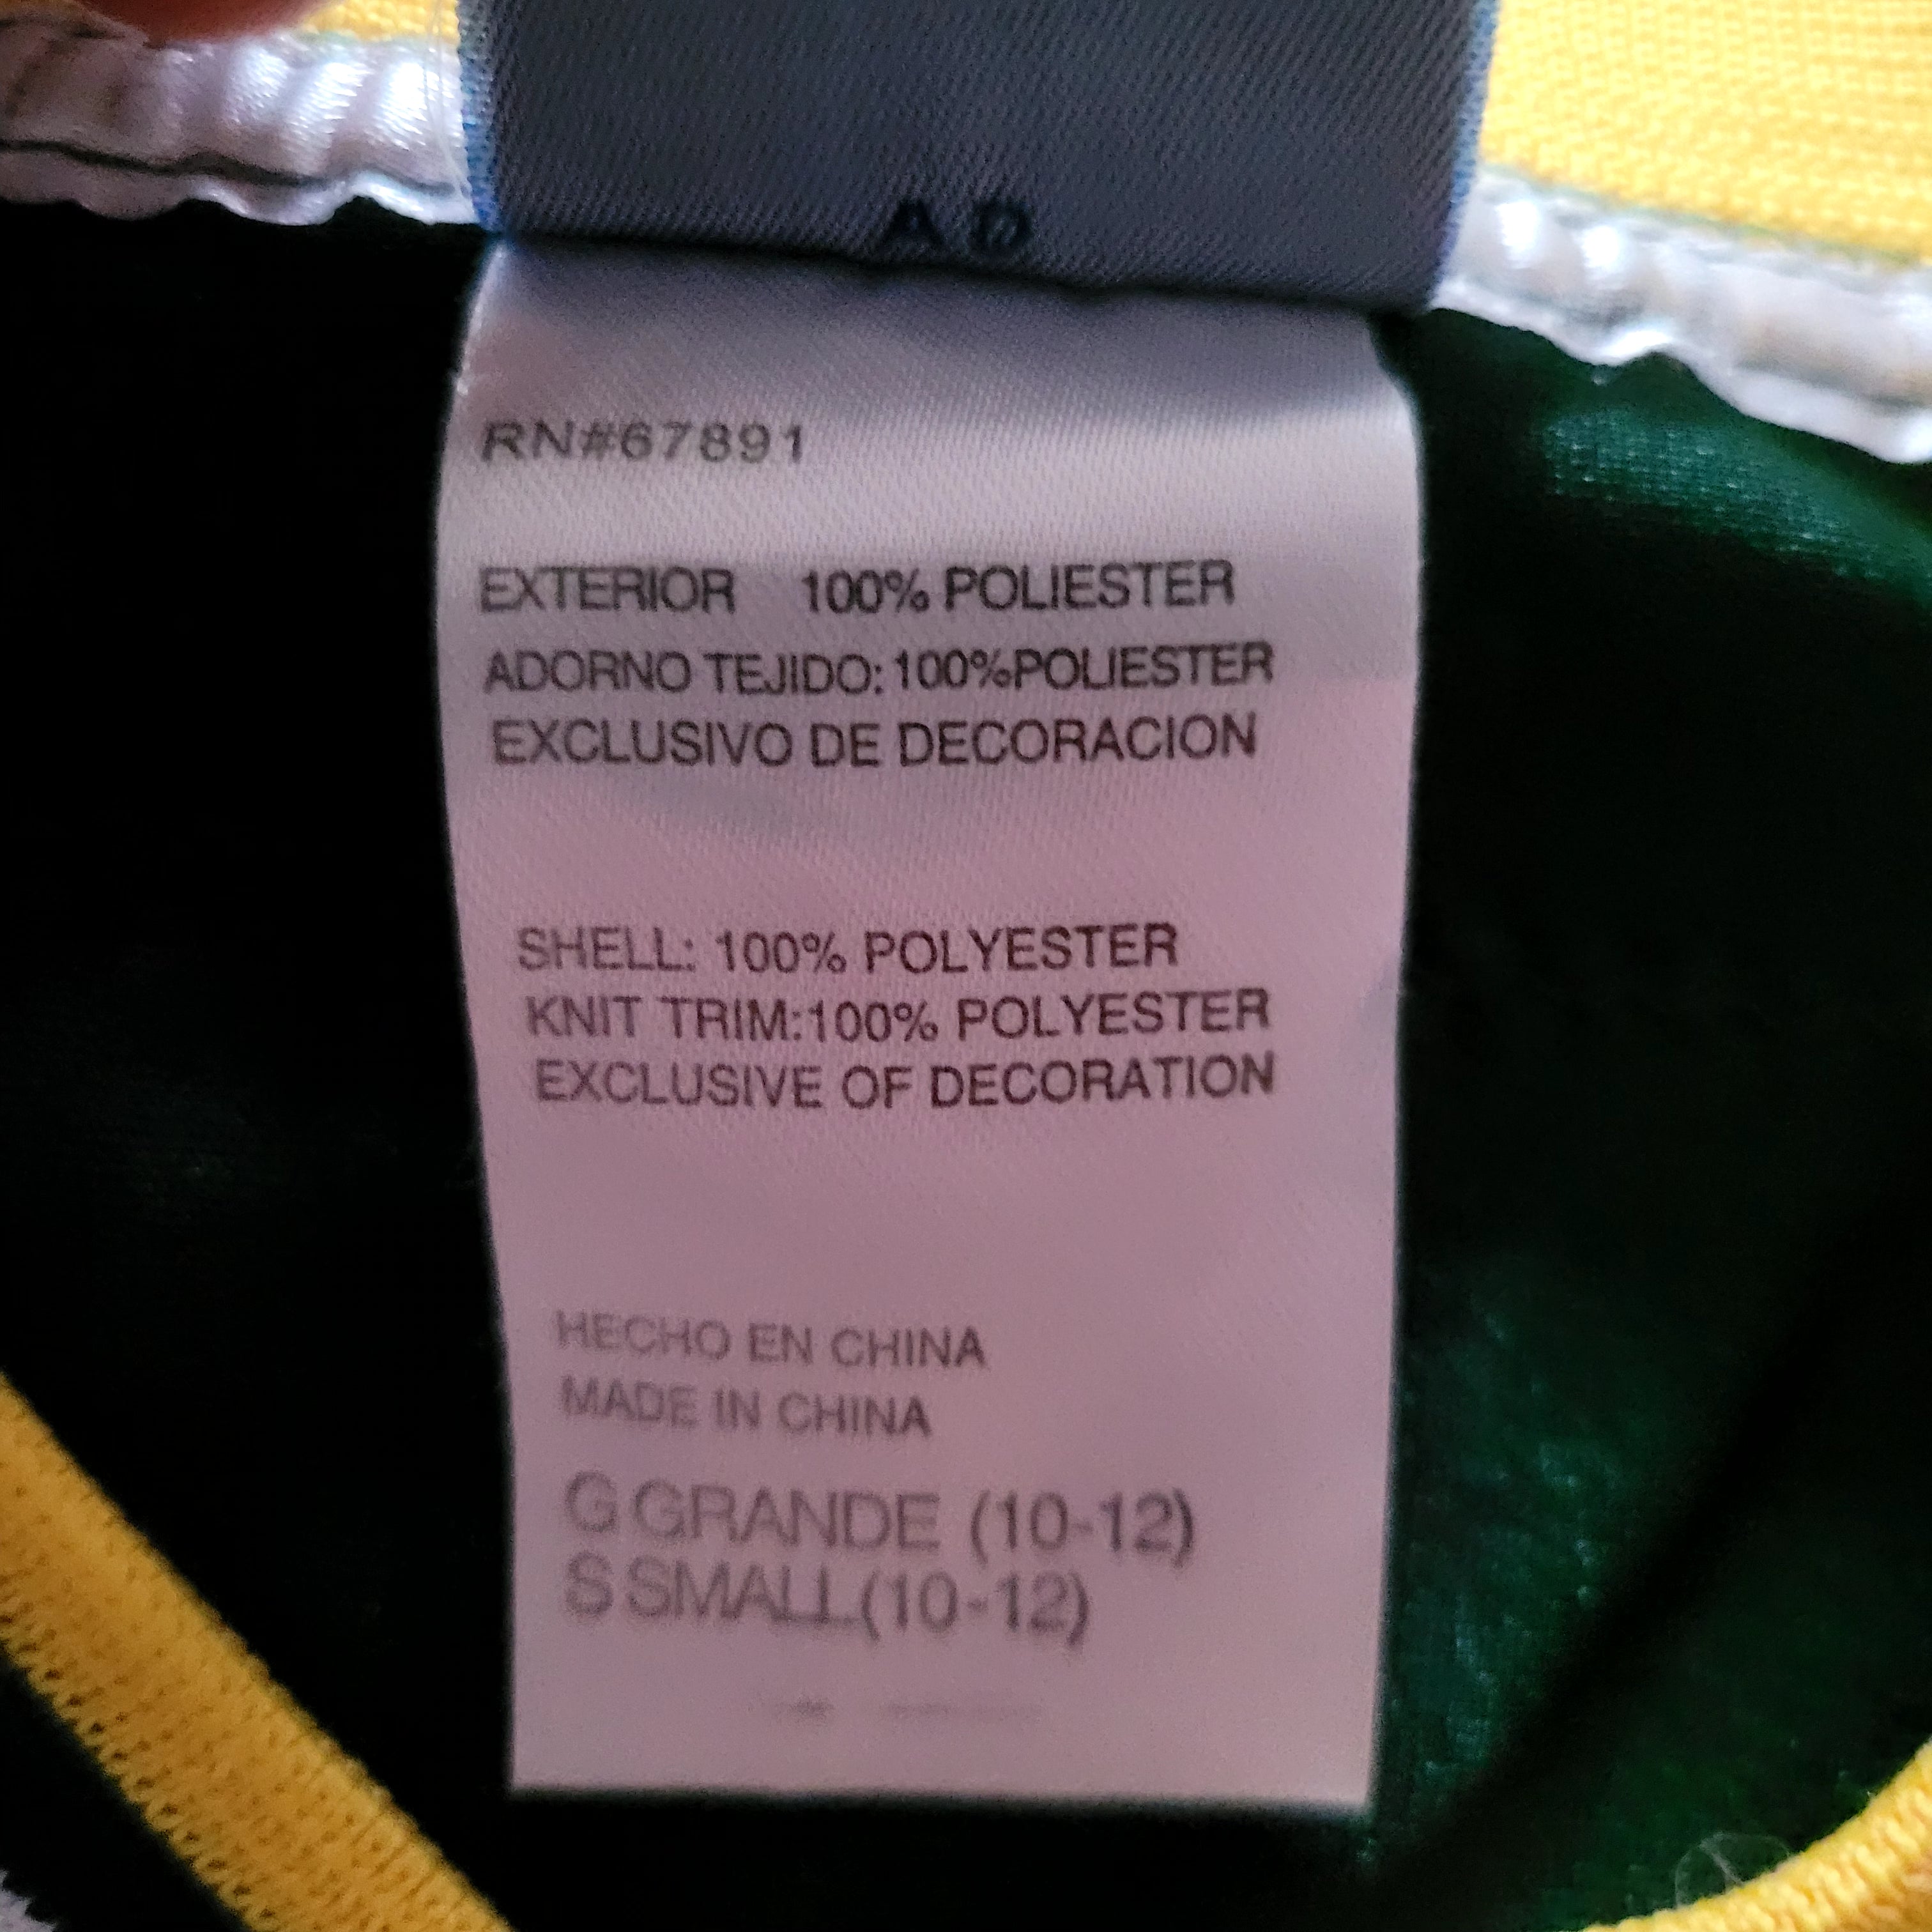 AD
RN#67891
EXTERIOR 100% POLIESTER
ADORNO TEJIDO: 100%POLIESTER
EXCLUSIVO DE DECORACION
SHELL: 100% POLYESTER
KNIT TRIM:100% POLYESTER
EXCLUSIVE OF DECORATION
HECHO EN CHINA
MADE IN CHINA
G GRANDE (10-12)
S SMALL(10-12)